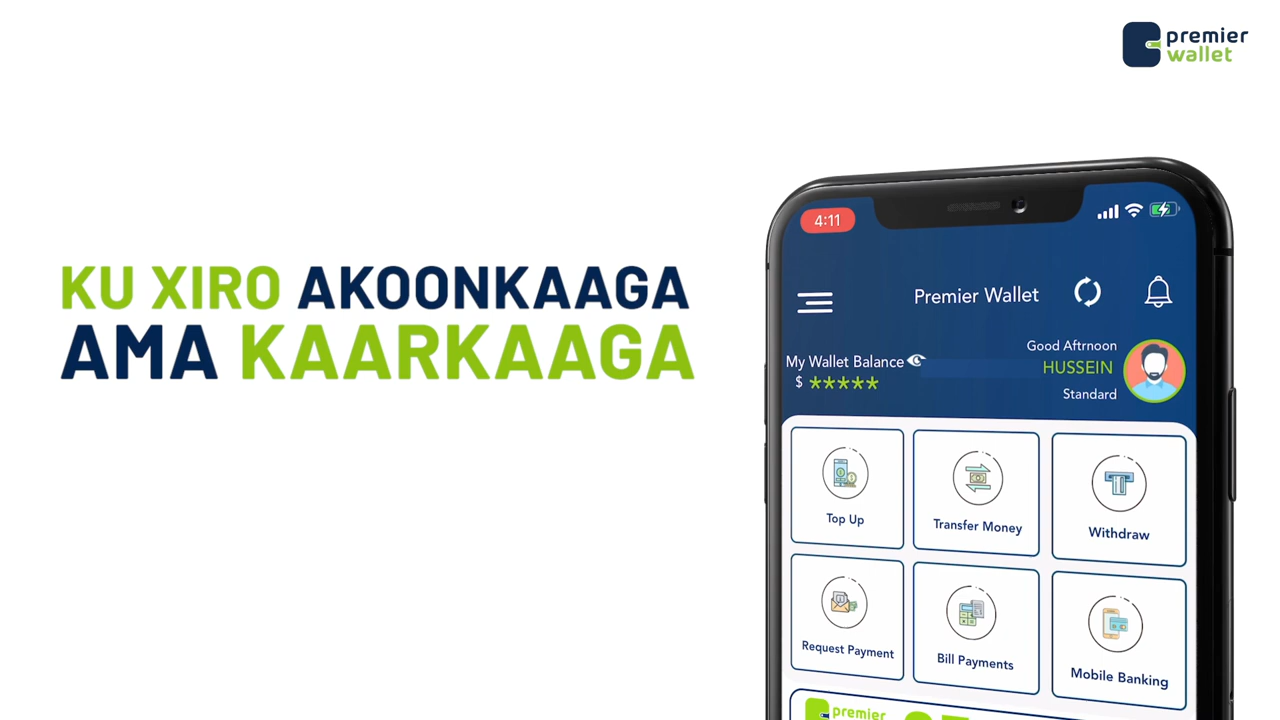 premier
wallet
KU XIRO AKOONKAAGA
AMA KAARKAAGA
4:11
Premier Wallet
Good Aftrnoon
My Wallet Balance
HUSSEIN
$ *****
Standard
Top Up
Transfer Money
Withdraw
Request Payment
Bill Payments
Mobile Banking
premier